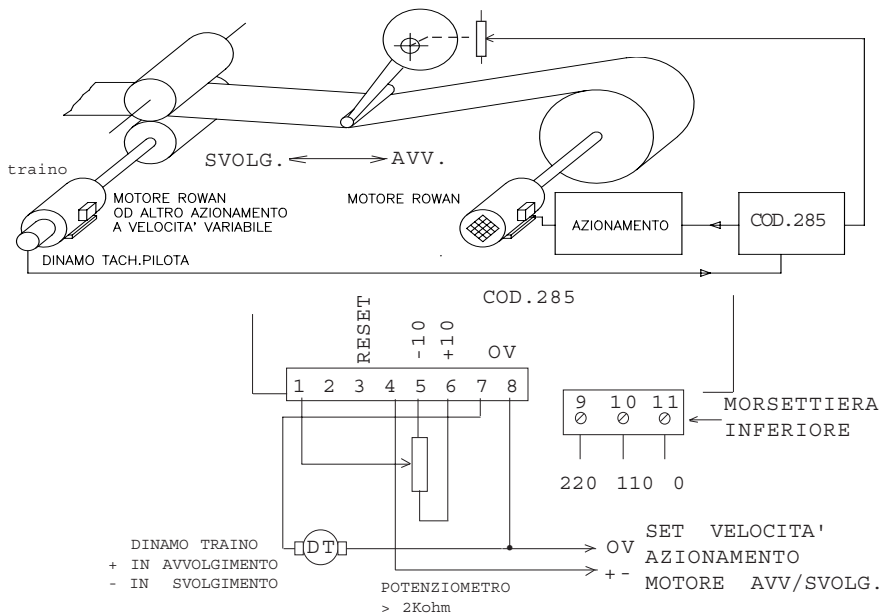 SVOLG. AVV.
traino
MOTORE ROWAN
OD ALTRO AZIONAMENTO
A VELOCITA' VARIABILE
MOTORE ROWAN
AZIONAMENTO
COD.285
DINAMO TACH.PILOTA
COD.285
RESET
-10
+10
OV
1 2 3 4 5 6 7 8
9 10 11
MORSETTIERA
INFERIORE
220 110 0
DINAMO TRAINO
+ IN AVVOLGIMENTO
- IN SVOLGIMENTO
DT
POTENZIOMETRO
> 2Kohm
OV
+-
SET VELOCITA'
AZIONAMENTO
MOTORE AVV/SVOLG.